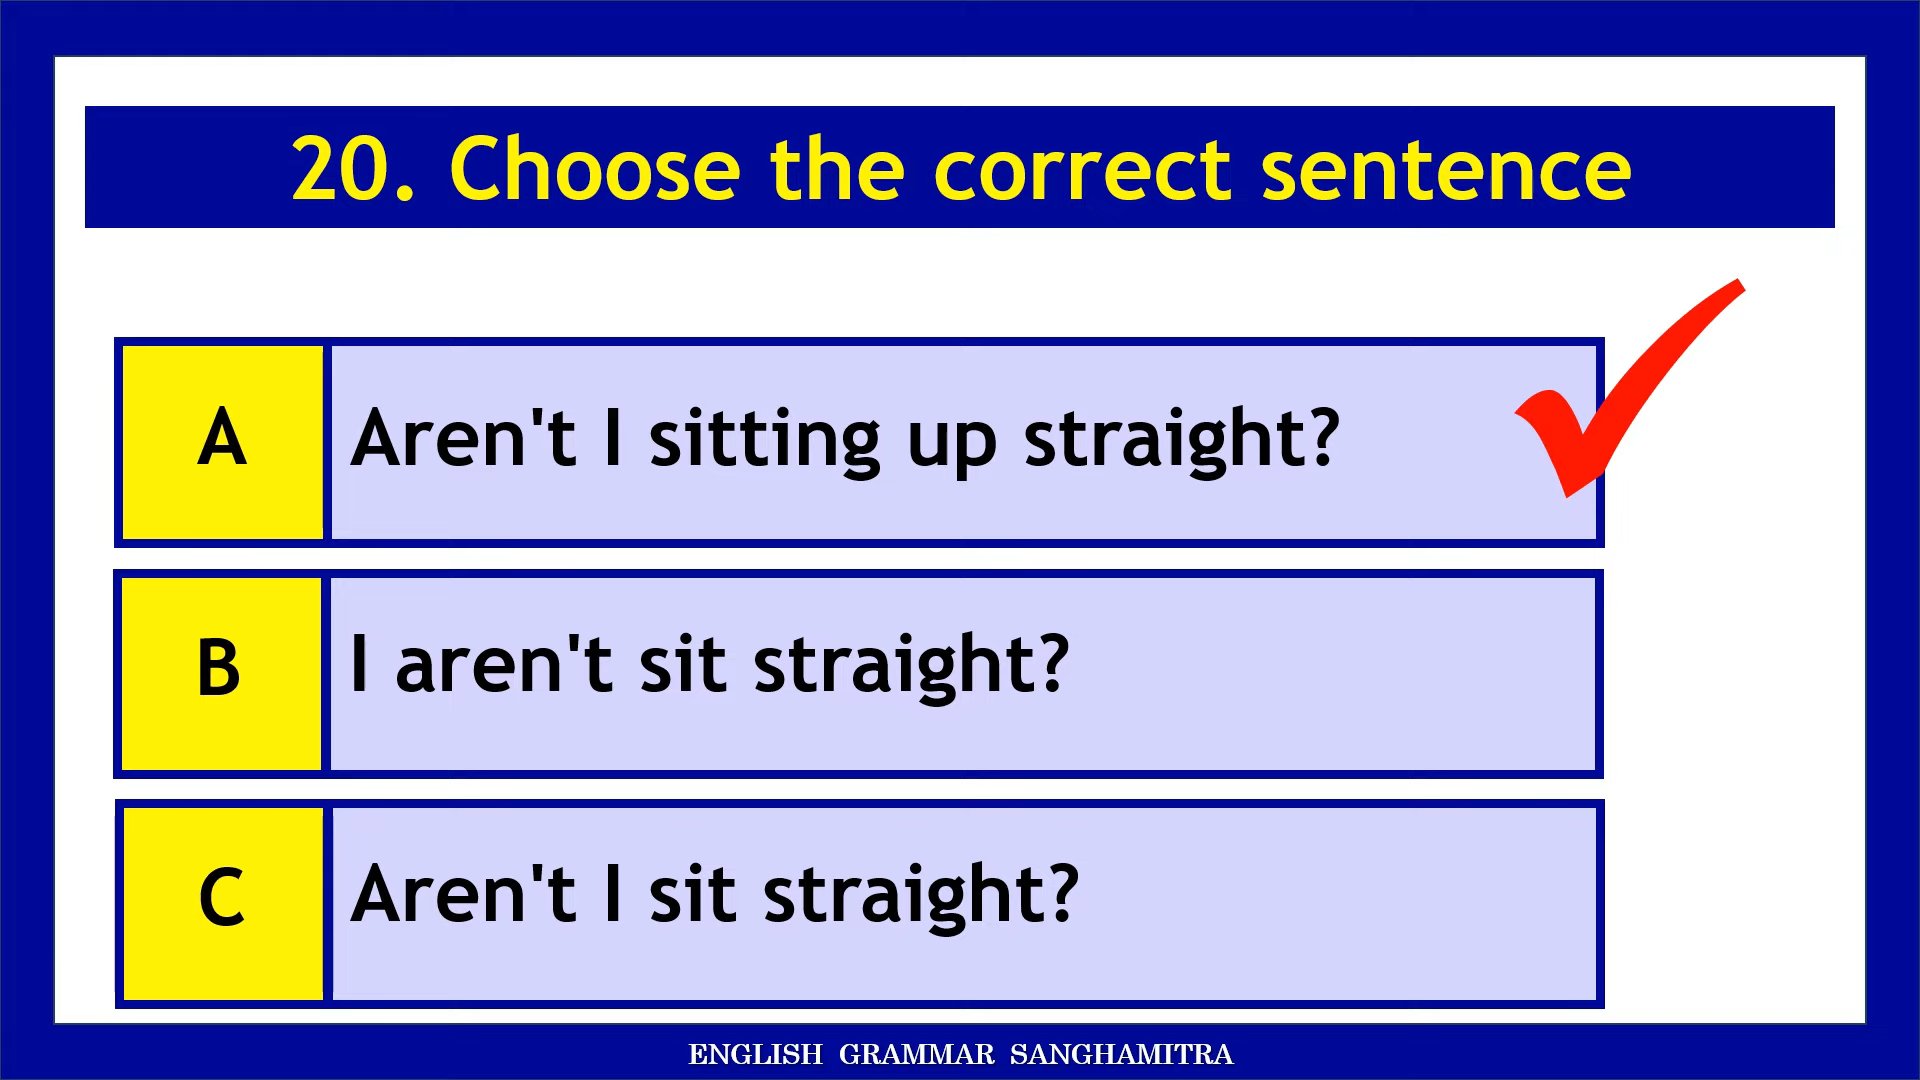 20. Choose the correct sentence
A Aren't I sitting up straight?
B I aren't sit straight?
C Aren't I sit straight?
ENGLISH GRAMMAR SANGHAMITRA